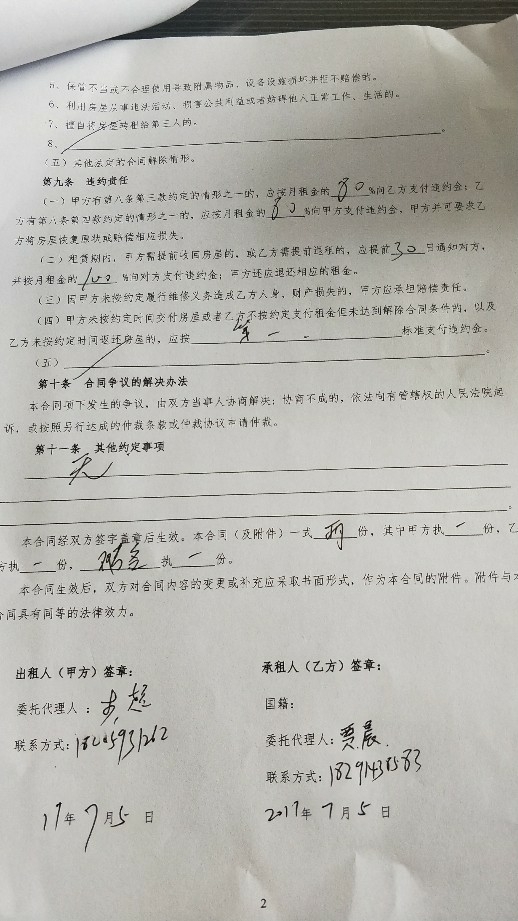 5、保管不当或不合理使用导致附属物品、设备设施损坏并拒不赔偿的。
6、利用房屋从事违法活动、损害公共利益或者妨碍他人正常工作、生活的。
7、擅自将房屋转租给第三人的。
8、
（五）其他法定的合同解除情形。
第九条 违约责任
（一）甲方有第八条第三款约定的情形之一的，应按月租金的80%向乙方支付违约金；乙
方有第八条第四款约定的情形之一的，应按月租金的80%向甲方支付违约金，甲方并可要求乙
方将房屋恢复原状或赔偿相应损失。
（二）租赁期内，甲方需提前收回房屋的，或乙方需提前退租的，应提前30日通知对方，
并按月租金的100%向对方支付违约金；甲方还应退还相应的租金。
（三）因甲方未按约定履行维修义务造成乙方人身、财产损失的，甲方应承担赔偿责任。
（四）甲方未按约定时间交付房屋或者乙方不按约定支付租金但未达到解除合同条件的，以及
乙方未按约定时间返还房屋的，应按第一标准支付违约金。
（五）
第十条 合同争议的解决办法
本合同项下发生的争议，由双方当事人协商解决；协商不成的，依法向有管辖权的人民法院起
诉，或按照另行达成的仲裁条款或仲裁协议申请仲裁。
第十一条 其他约定事项
无
本合同经双方签字盖章后生效。本合同（及附件）一式两份，其中甲方执一份，乙
方执一份，执一份。
本合同生效后，双方对合同内容的变更或补充应采取书面形式，作为本合同的附件。附件与本
合同具有同等的法律效力。
出租人（甲方）签章： 承租人（乙方）签章：
国籍：
委托代理人： 委托代理人：贾晨
联系方式： 联系方式：18291438583
17年7月5日 2017年7月5日
2